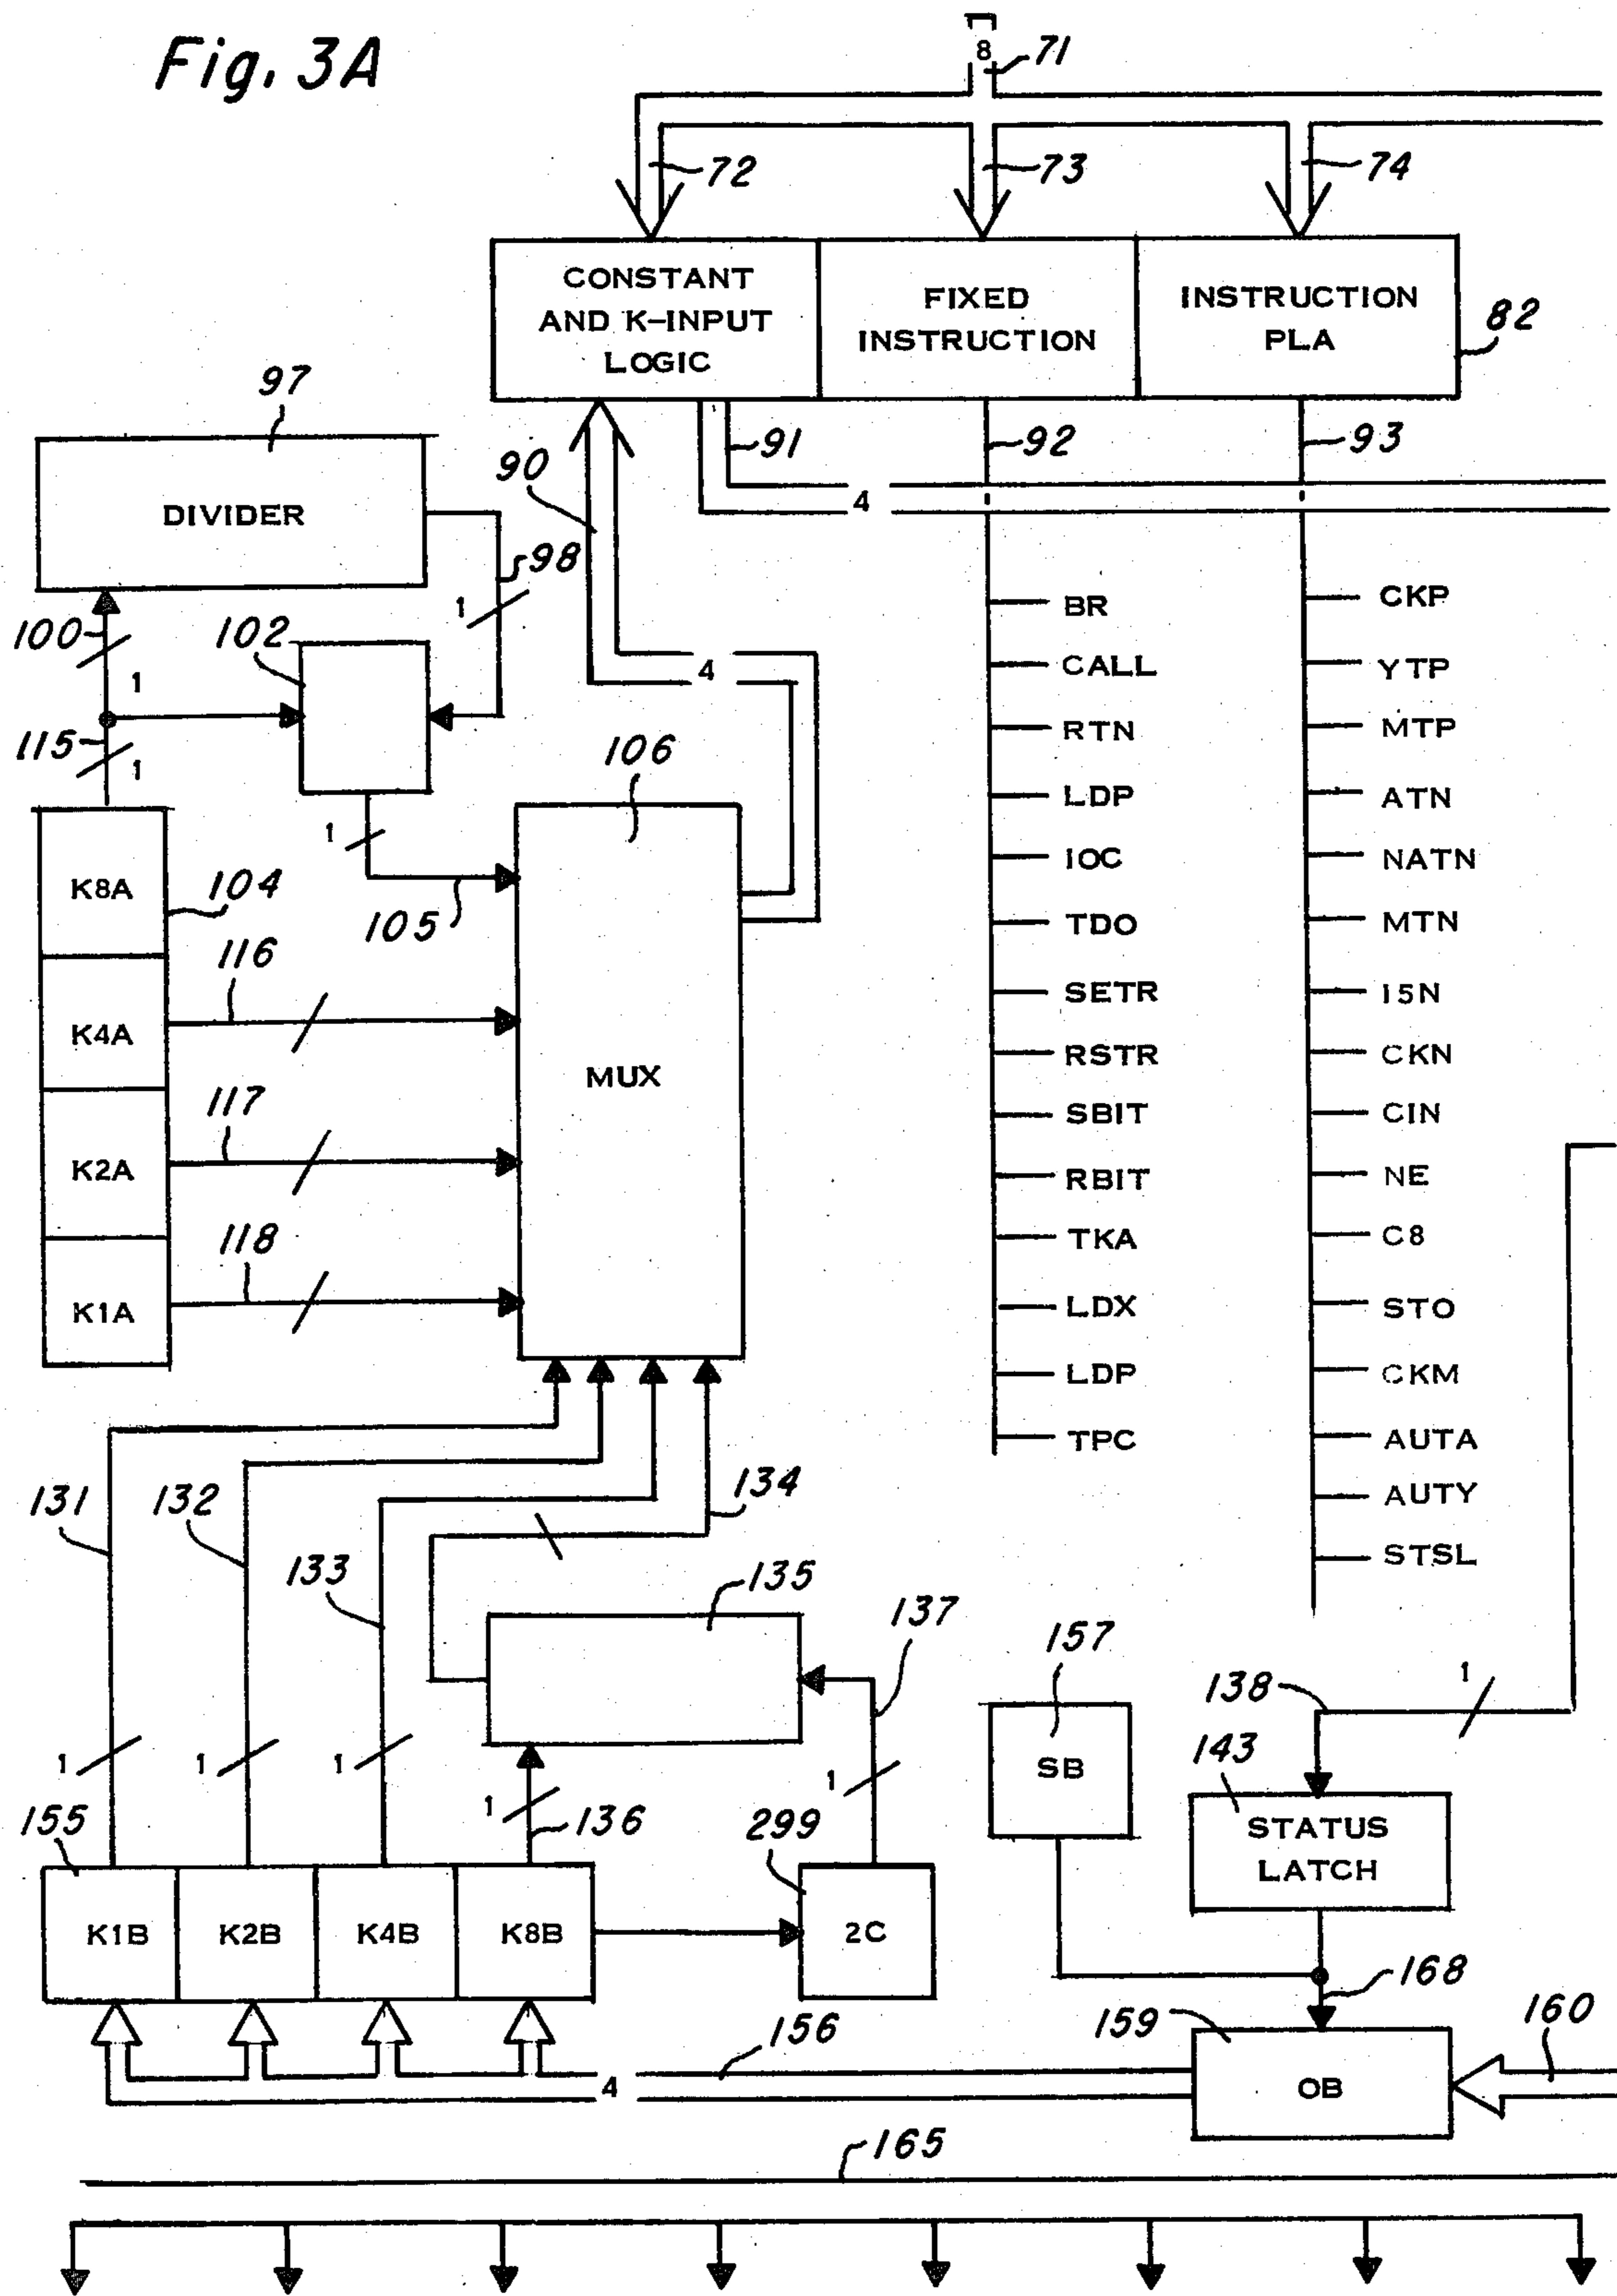 Fig. 3A
8
71
72
73
74
CONSTANT
AND K-INPUT
LOGIC
FIXED
INSTRUCTION
INSTRUCTION
PLA
82
97
DIVIDER
90
91
4
92
93
98
1
100
1
102
115
1
4
106
1
105
K8A
104
116
K4A
117
K2A
118
K1A
MUX
BR
CALL
RTN
LDP
IOC
TDO
SETR
RSTR
SBIT
RBIT
TKA
LDX
LDP
TPC
CKP
YTP
MTP
ATN
NATN
MTN
I5N
CKN
CIN
NE
C8
STO
CKM
AUTA
AUTY
STSL
131
132
133
134
135
137
157
SB
138
1
143
STATUS
LATCH
1
1
1
1
136
1
155
299
K1B
K2B
K4B
K8B
2C
168
156
4
159
OB
160
165